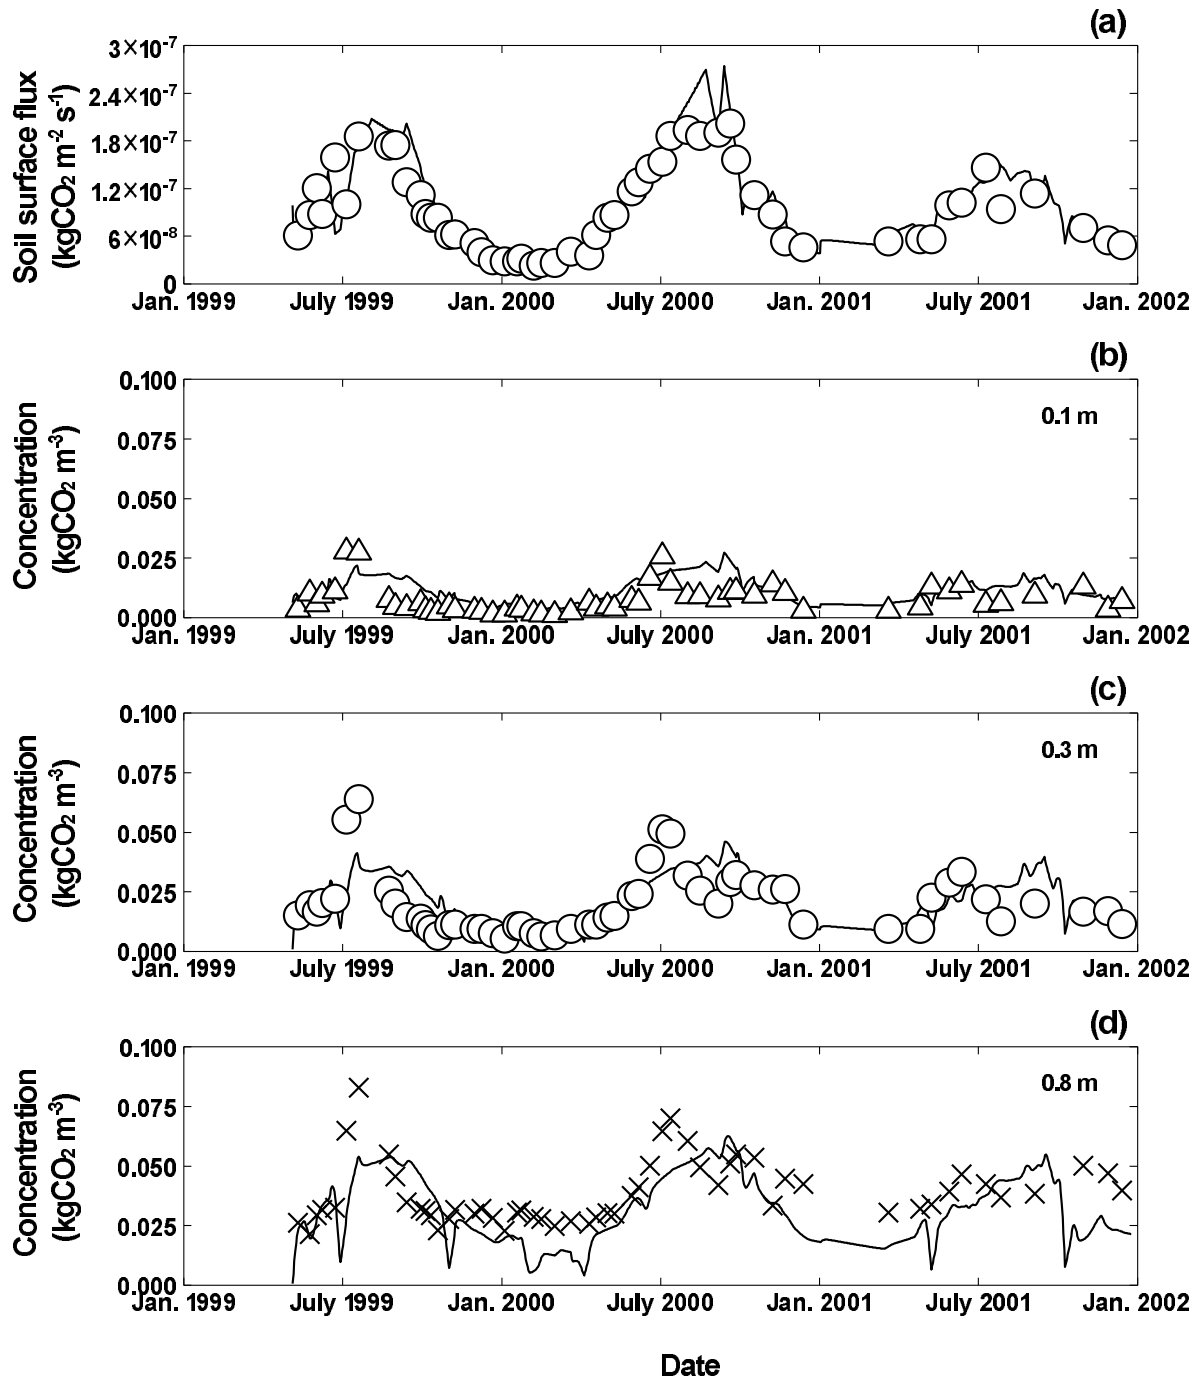 (a)
Soil surface flux
(kgCO₂ m⁻² s⁻¹)
3×10⁻⁷
2.4×10⁻⁷
1.8×10⁻⁷
1.2×10⁻⁷
6×10⁻⁸
0
Jan. 1999 July 1999 Jan. 2000 July 2000 Jan. 2001 July 2001 Jan. 2002
(b)
Concentration
(kgCO₂ m⁻³)
0.100
0.1 m
0.075
0.050
0.025
0.000
Jan. 1999 July 1999 Jan. 2000 July 2000 Jan. 2001 July 2001 Jan. 2002
(c)
Concentration
(kgCO₂ m⁻³)
0.100
0.3 m
0.075
0.050
0.025
0.000
Jan. 1999 July 1999 Jan. 2000 July 2000 Jan. 2001 July 2001 Jan. 2002
(d)
Concentration
(kgCO₂ m⁻³)
0.100
0.8 m
0.075
0.050
0.025
0.000
Jan. 1999 July 1999 Jan. 2000 July 2000 Jan. 2001 July 2001 Jan. 2002
Date